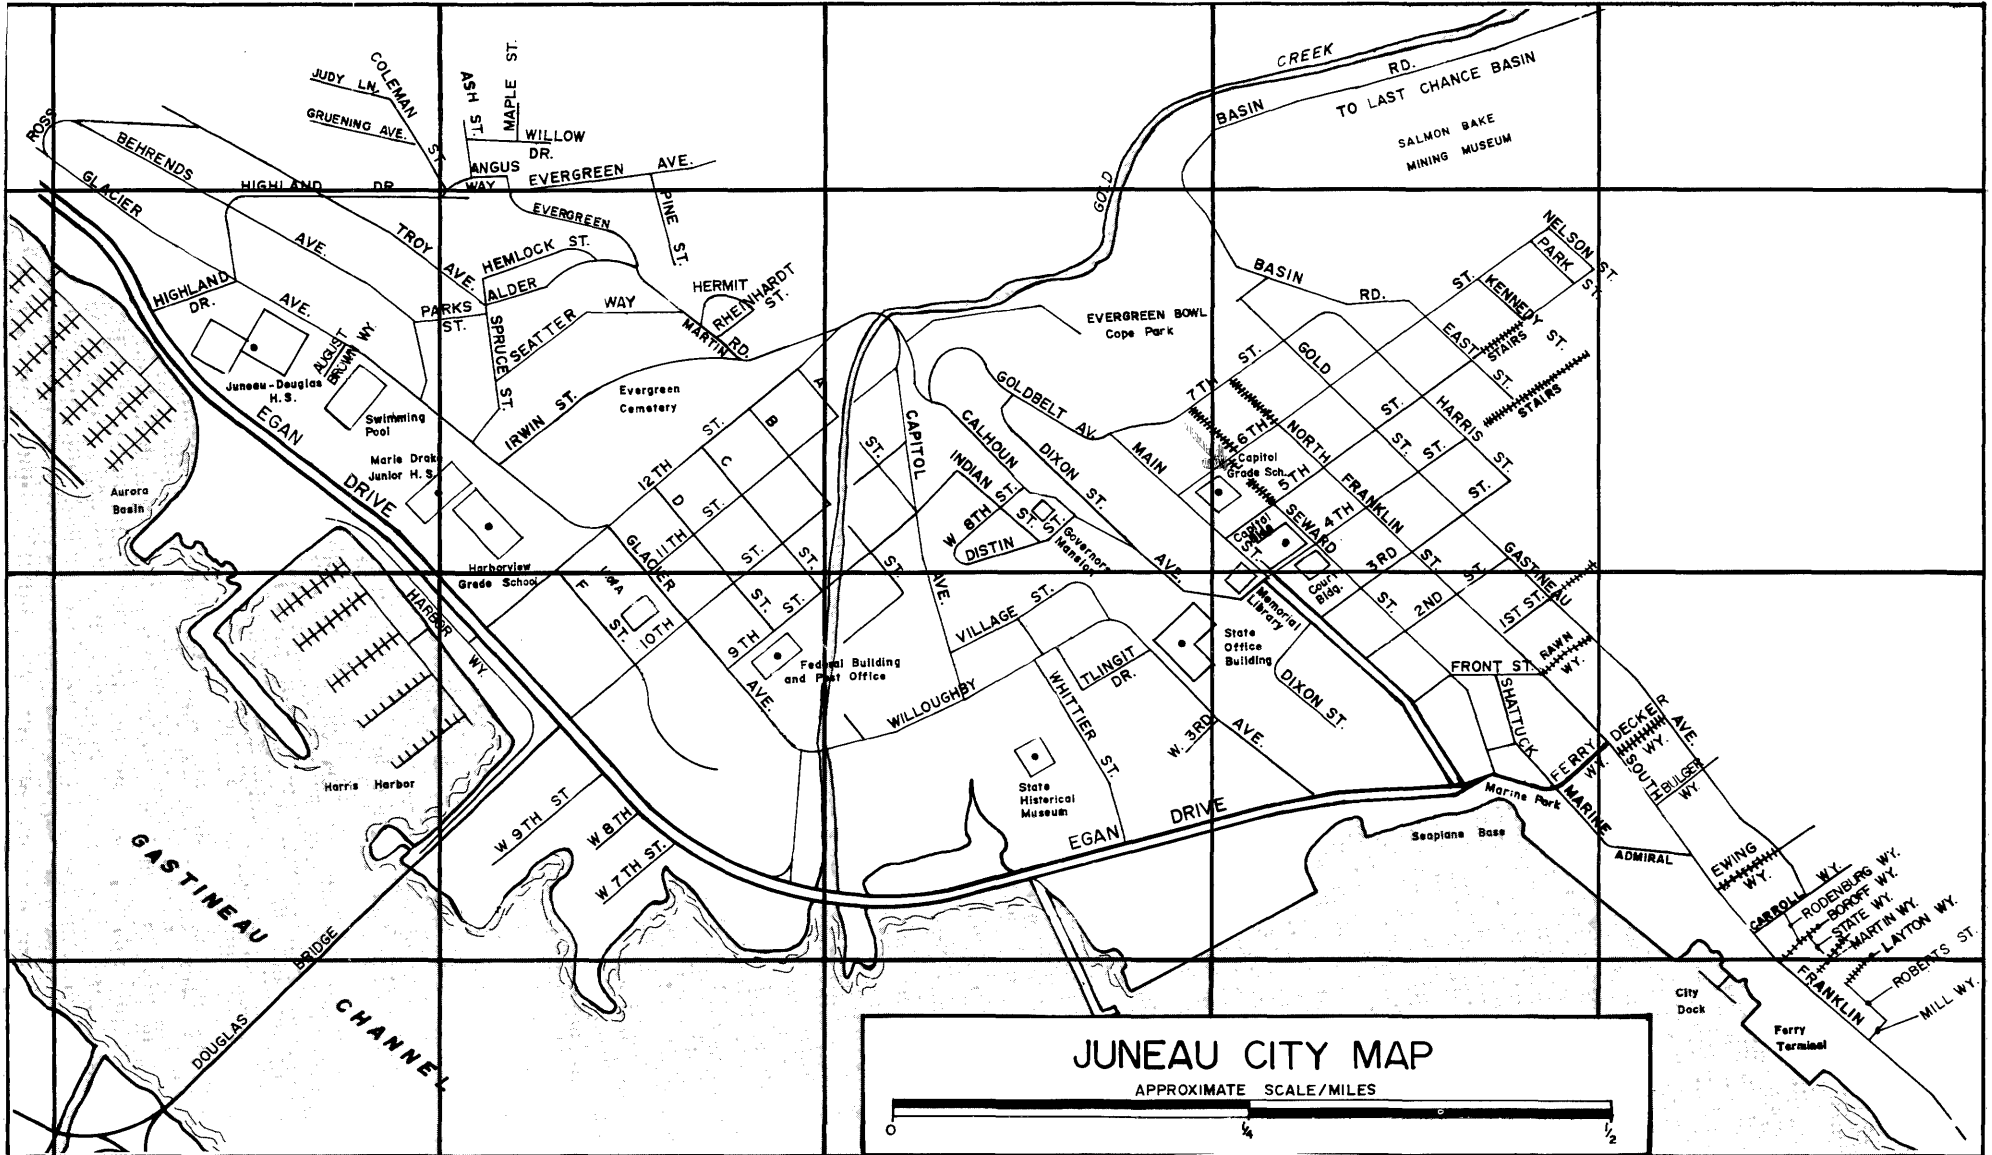 COLEMAN ST.
JUDY LN.
GRUENING AVE.
ASH ST.
MAPLE ST.
WILLOW
DR.
ANGUS
WAY
EVERGREEN AVE.
PINE ST.
EVERGREEN
ROSS
BEHRENDS AVE.
GLACIER AVE.
HIGHLAND DR.
TROY AVE.
HIGHLAND
DR.
HEMLOCK ST.
ALDER
PARKS
ST.
SPRUCE ST.
SEATTER WAY
HERMIT
RHEINHARDT
ST.
MARTIN RD.
IRWIN ST.
Evergreen
Cemetery
AUGUST
BROWN WY.
Juneau-Douglas
H.S.
Swimming
Pool
Marie Drake
Junior H.S.
Harborview
Grade School
EGAN DRIVE
Aurora
Basin
HARBOR WY.
Harris Harbor
GASTINEAU
CHANNEL
DOUGLAS BRIDGE
W 9TH ST
W 8TH
W 7TH ST.
12TH ST.
11TH ST.
10TH ST.
9TH ST.
A
B ST.
C ST.
D ST.
F ST.
GLACIER AVE.
Federal Building
and Post Office
CREEK
GOLD
BASIN RD.
TO LAST CHANCE BASIN
SALMON BAKE
MINING MUSEUM
BASIN RD.
EVERGREEN BOWL
Cope Park
CAPITOL AVE.
CALHOUN AVE.
GOLDBELT AV.
DIXON ST.
INDIAN ST.
W 8TH ST.
DISTIN
Governors
Mansion
VILLAGE ST.
WILLOUGHBY AVE.
TLINGIT
DR.
WHITTIER ST.
W 3RD
State
Historical
Museum
EGAN DRIVE
State
Office
Building
DIXON ST.
Memorial
Library
MAIN ST.
7TH ST.
6TH ST.
5TH ST.
4TH
3RD ST.
2ND ST.
Capitol
Grade Sch.
Capitol
Court
Bldg.
SEWARD ST.
NORTH FRANKLIN ST.
GOLD ST.
HARRIS ST.
EAST ST.
KENNEDY ST.
NELSON ST.
PARK ST.
STAIRS
STAIRS
GASTINEAU AVE.
1ST ST.
RAWN
WY.
FRONT ST.
SHATTUCK
FERRY
WY.
DECKER
WY.
BULGER
WY.
SOUTH FRANKLIN
MARINE
Marine Park
Seaplane Base
ADMIRAL
EWING
WY.
CARROLL WY.
RODENBURG WY.
BOROFF WY.
STATE WY.
MARTIN WY.
LAYTON WY.
ROBERTS ST.
MILL WY.
City
Dock
Ferry
Terminal
JUNEAU CITY MAP
APPROXIMATE SCALE/MILES
0 1/4 1/2